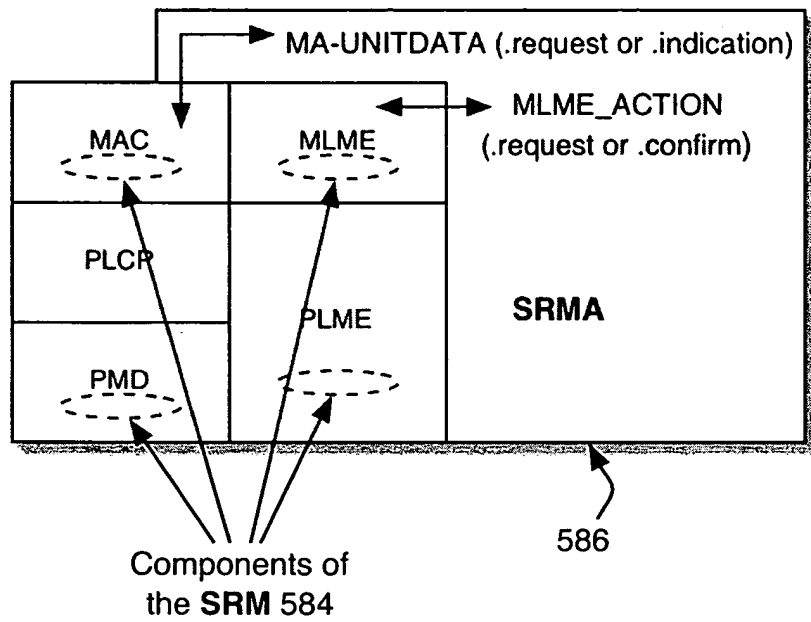 MA-UNITDATA (.request or .indication)
MAC
MLME
MLME_ACTION
(.request or .confirm)
PLCP
PLME
SRMA
PMD
586
Components of
the SRM 584